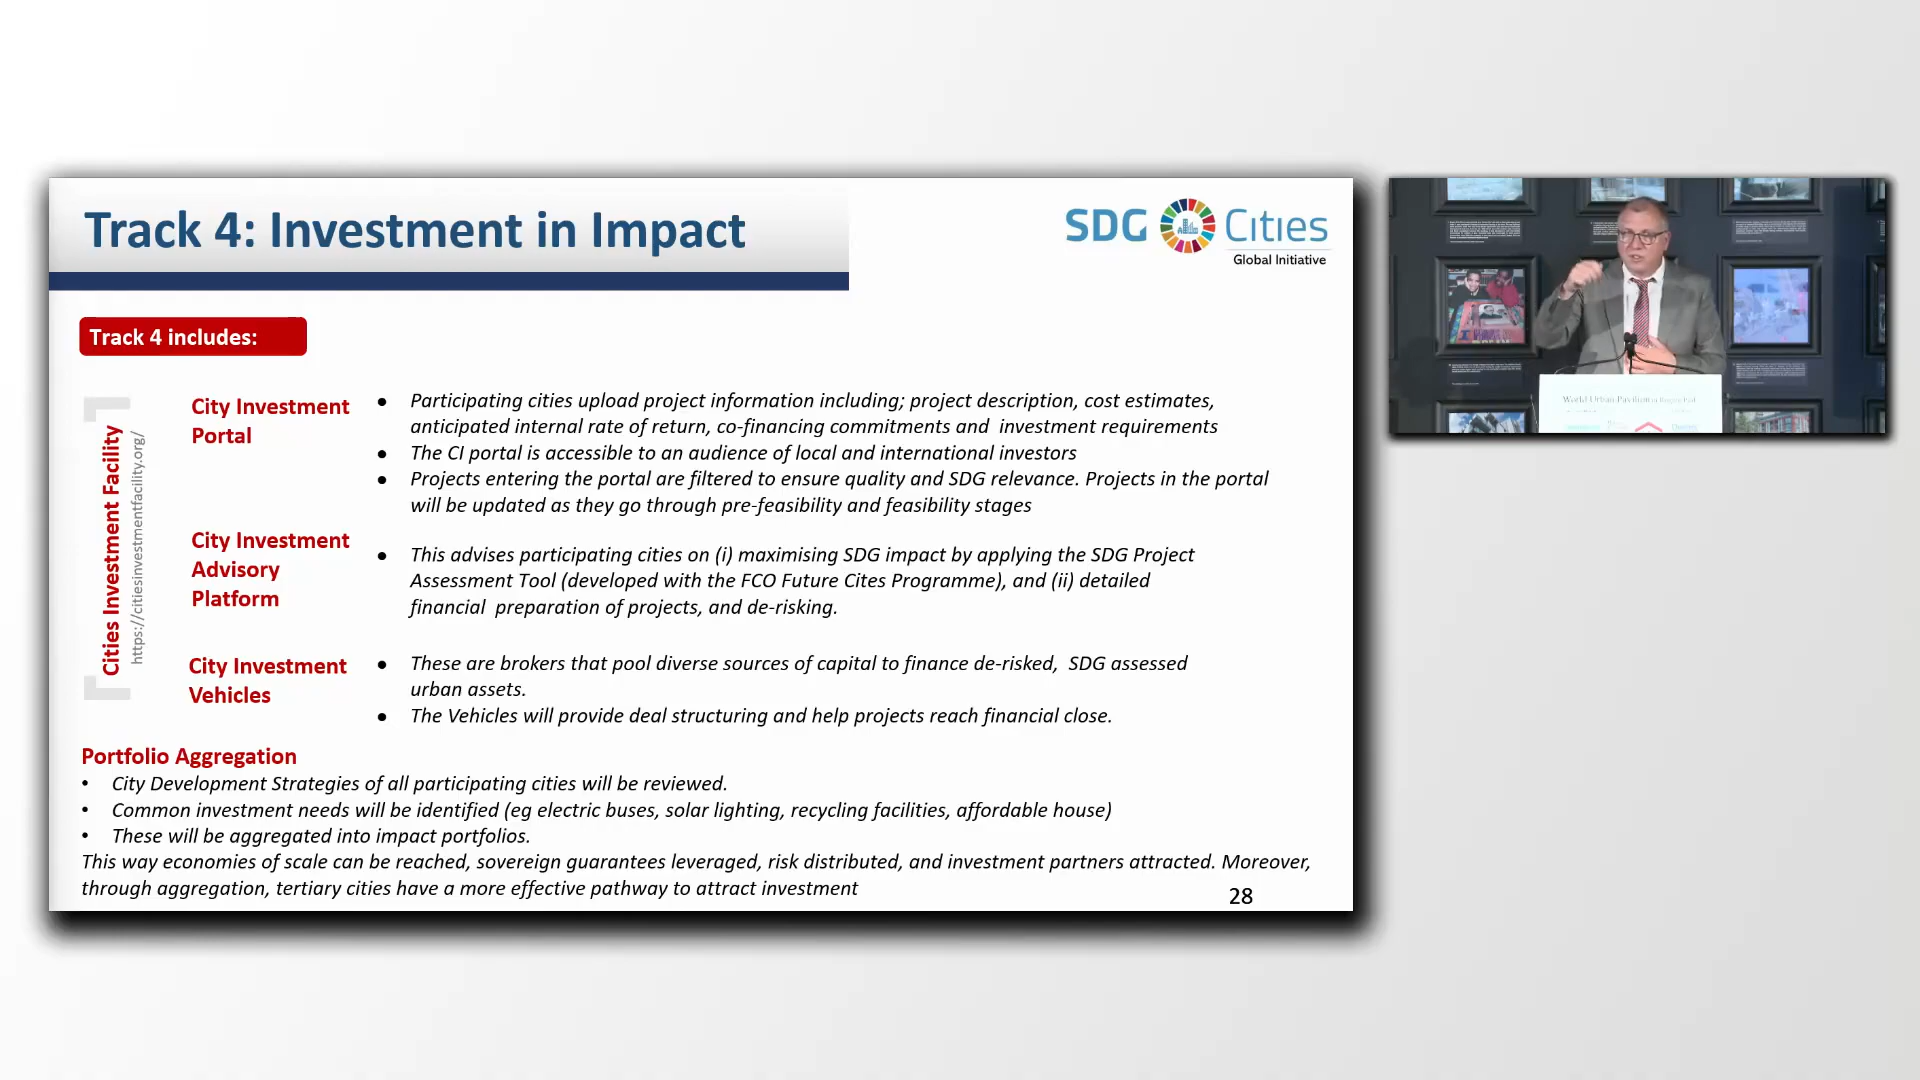 Track 4: Investment in Impact
SDG Cities
Global Initiative
Track 4 includes:
Cities Investment Facility
https://citiesinvestmentfacility.org/
City Investment
Portal
● Participating cities upload project information including; project description, cost estimates,
anticipated internal rate of return, co-financing commitments and investment requirements
● The CI portal is accessible to an audience of local and international investors
● Projects entering the portal are filtered to ensure quality and SDG relevance. Projects in the portal
will be updated as they go through pre-feasibility and feasibility stages
City Investment
Advisory
Platform
● This advises participating cities on (i) maximising SDG impact by applying the SDG Project
Assessment Tool (developed with the FCO Future Cites Programme), and (ii) detailed
financial preparation of projects, and de-risking.
City Investment
Vehicles
● These are brokers that pool diverse sources of capital to finance de-risked, SDG assessed
urban assets.
● The Vehicles will provide deal structuring and help projects reach financial close.
Portfolio Aggregation
• City Development Strategies of all participating cities will be reviewed.
• Common investment needs will be identified (eg electric buses, solar lighting, recycling facilities, affordable house)
• These will be aggregated into impact portfolios.
This way economies of scale can be reached, sovereign guarantees leveraged, risk distributed, and investment partners attracted. Moreover,
through aggregation, tertiary cities have a more effective pathway to attract investment
28
World Urban Pavilion